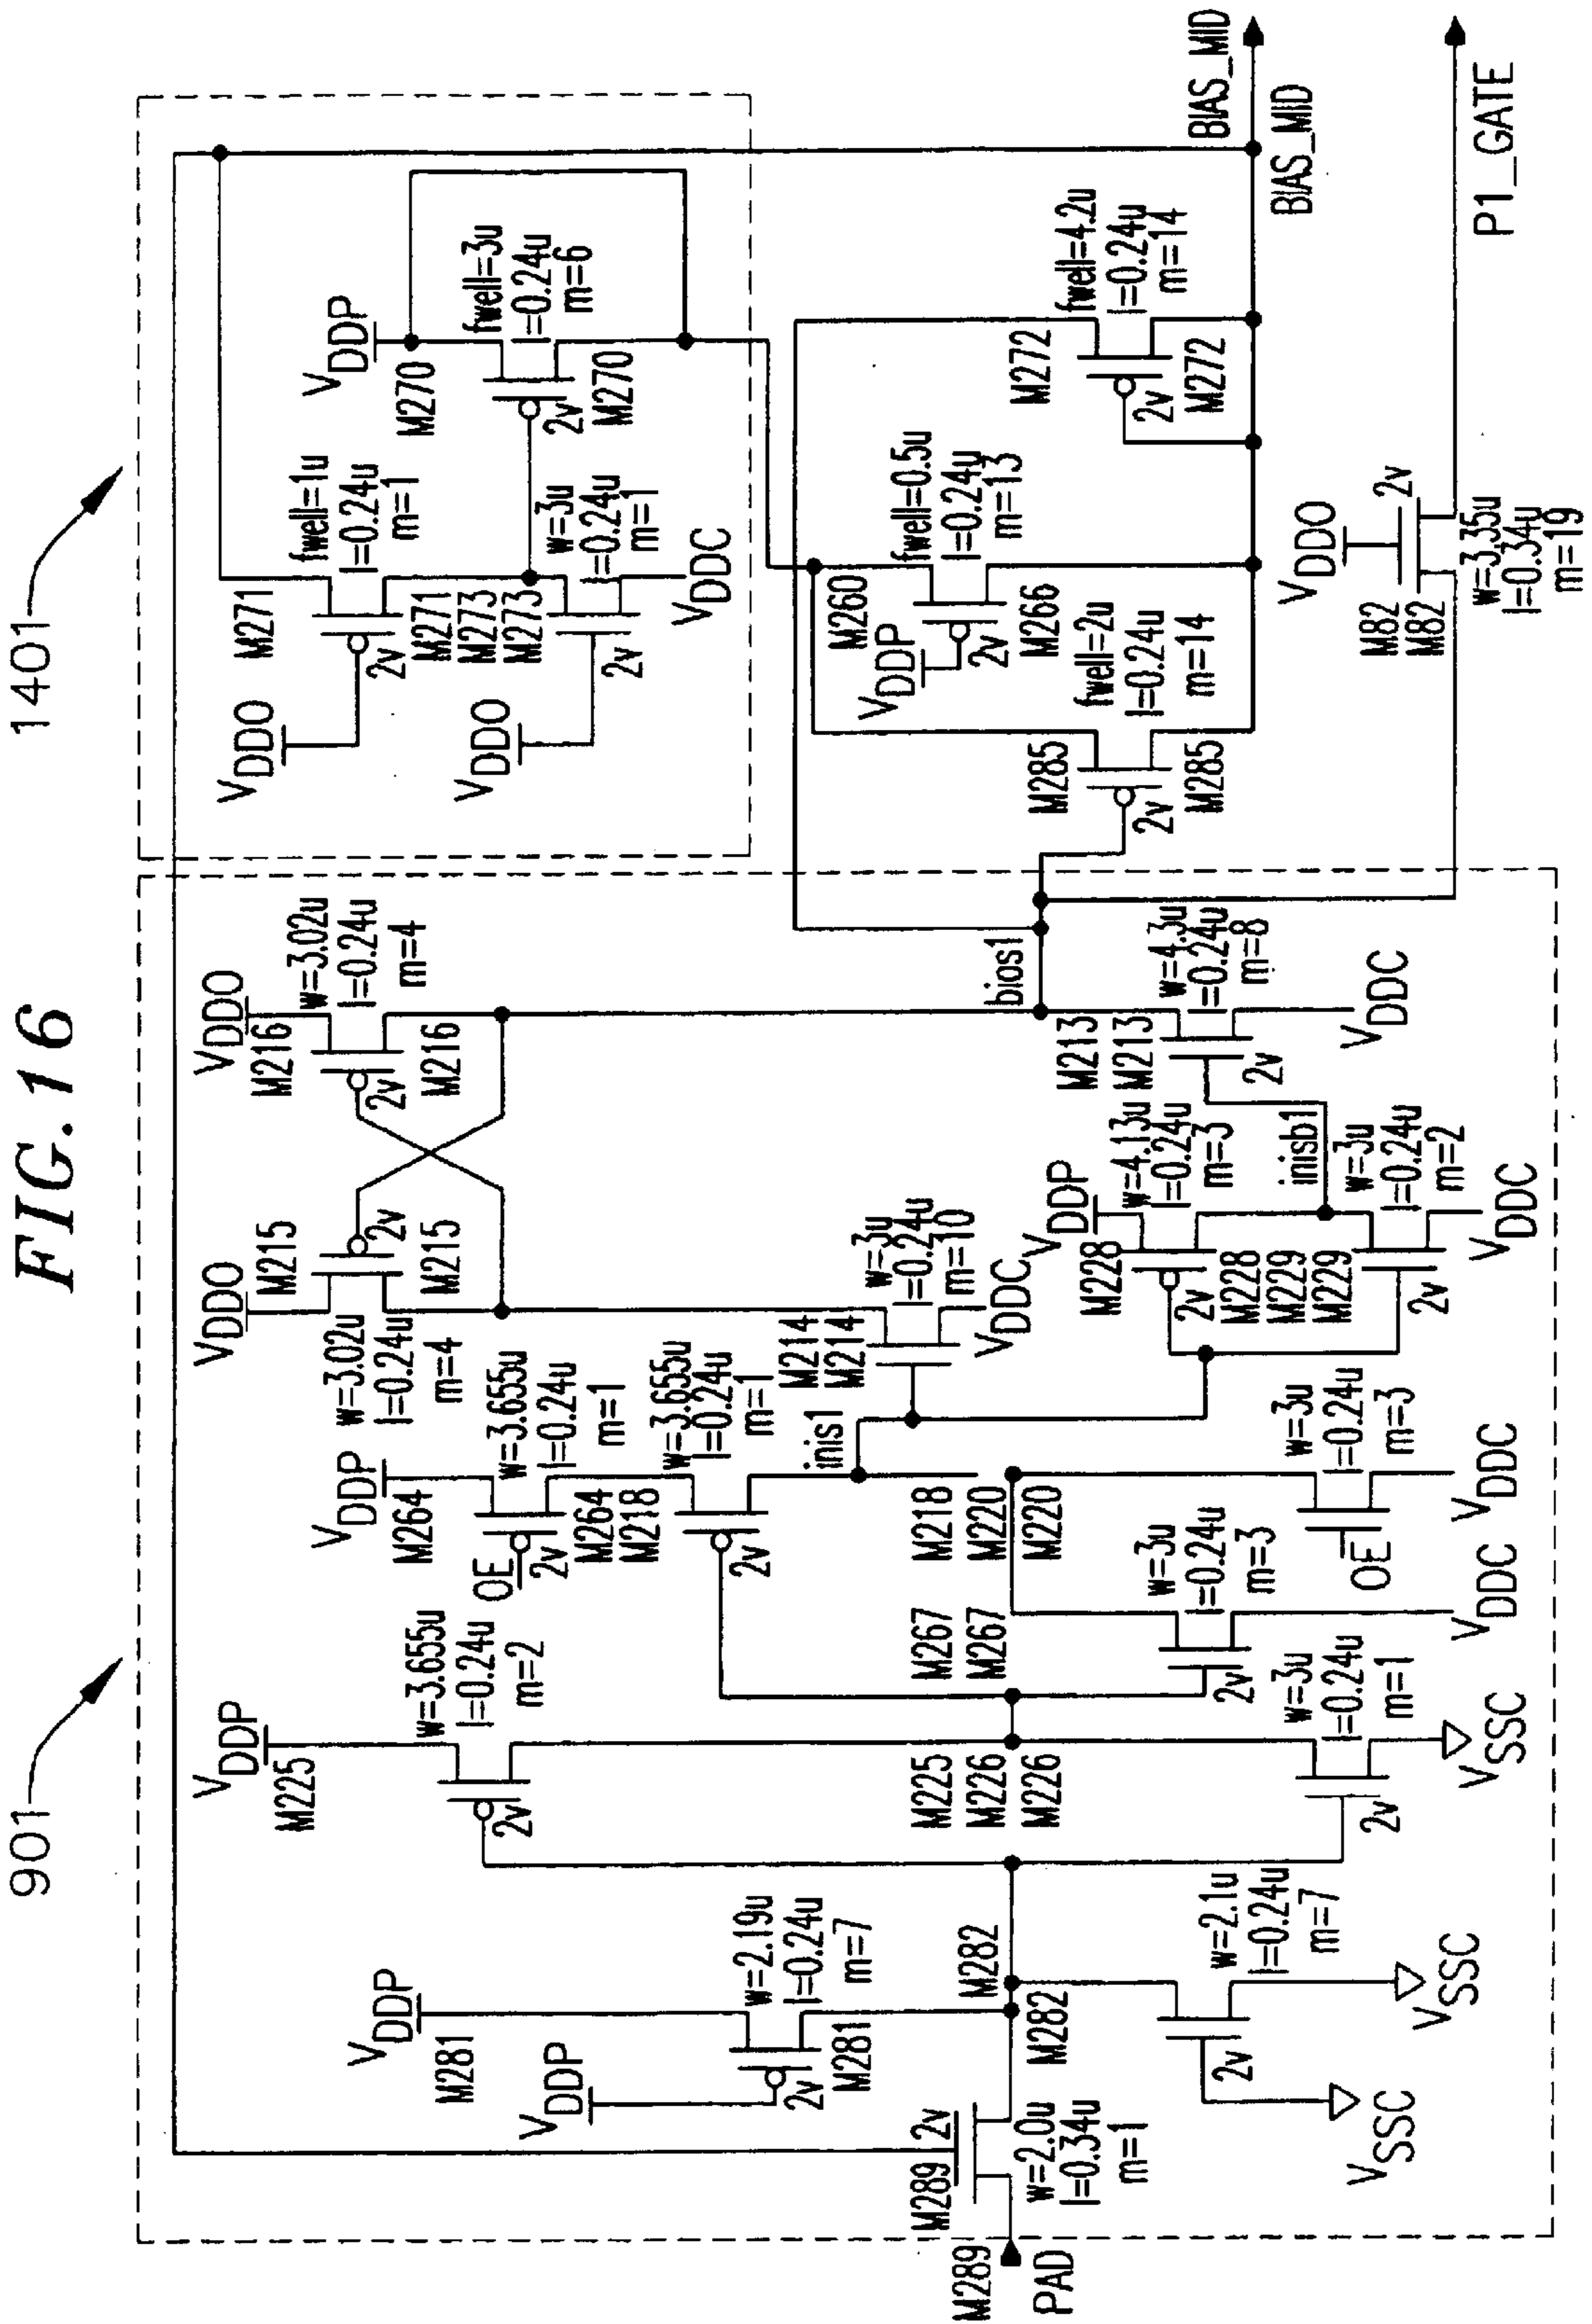 FIG.16
901
1401
VDDP
M225
w=3.655u
l=0.24u
m=2
2v
VDDP
M264
w=3.655u
l=0.24u
m=1
OE
2v
M264
M218
w=3.655u
l=0.24u
m=1
2v
inis1
VDDO
M215
2v
M215
w=3.02u
l=0.24u
m=4
VDDO
M216
2v
M216
w=3.02u
l=0.24u
m=4
VDDO
M271
fwell=1u
l=0.24u
m=1
2v
M271
M273
M273
w=3u
l=0.24u
m=1
VDDO
2v
VDDC
VDDP
M270
fwell=3u
l=0.24u
m=6
2v
M270
VDDP
M281
w=2.19u
l=0.24u
m=7
VDDP
2v
M281
M289
M289
2v
w=2.0u
l=0.34u
m=1
PAD
M282
M282
w=2.1u
l=0.24u
m=7
2v
VSSC
VSSC
M225
M226
M226
w=3u
l=0.24u
m=1
2v
VSSC
M267
M267
w=3u
l=0.24u
m=3
2v
VDDC
M218
M220
M220
w=3u
l=0.24u
m=3
OE
VDDC
M214
M214
w=3u
l=0.24u
m=10
VDDC
VDDP
M228
w=4.13u
l=0.24u
m=3
2v
M228
M229
M229
inisb1
w=3u
l=0.24u
m=2
2v
VDDC
bios1
M213
M213
w=4.3u
l=0.24u
m=8
2v
VDDC
M285
fwell=2u
l=0.24u
m=14
2v
M285
M260
fwell=0.5u
l=0.24u
m=13
VDDP
2v
M266
M272
fwell=4.2u
l=0.24u
m=14
2v
M272
BIAS_MID
BIAS_MID
VDDO
2v
M82
M82
w=3.35u
l=0.34u
m=19
P1_GATE